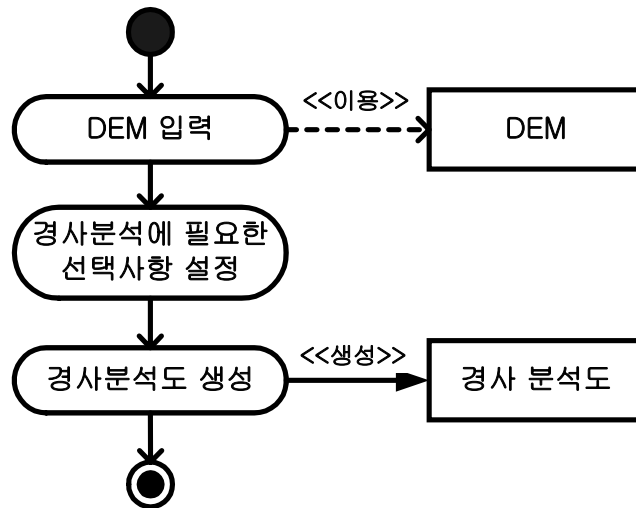 <<이용>>
DEM 입력
DEM
경사분석에 필요한
선택사항 설정
<<생성>>
경사분석도 생성
경사 분석도